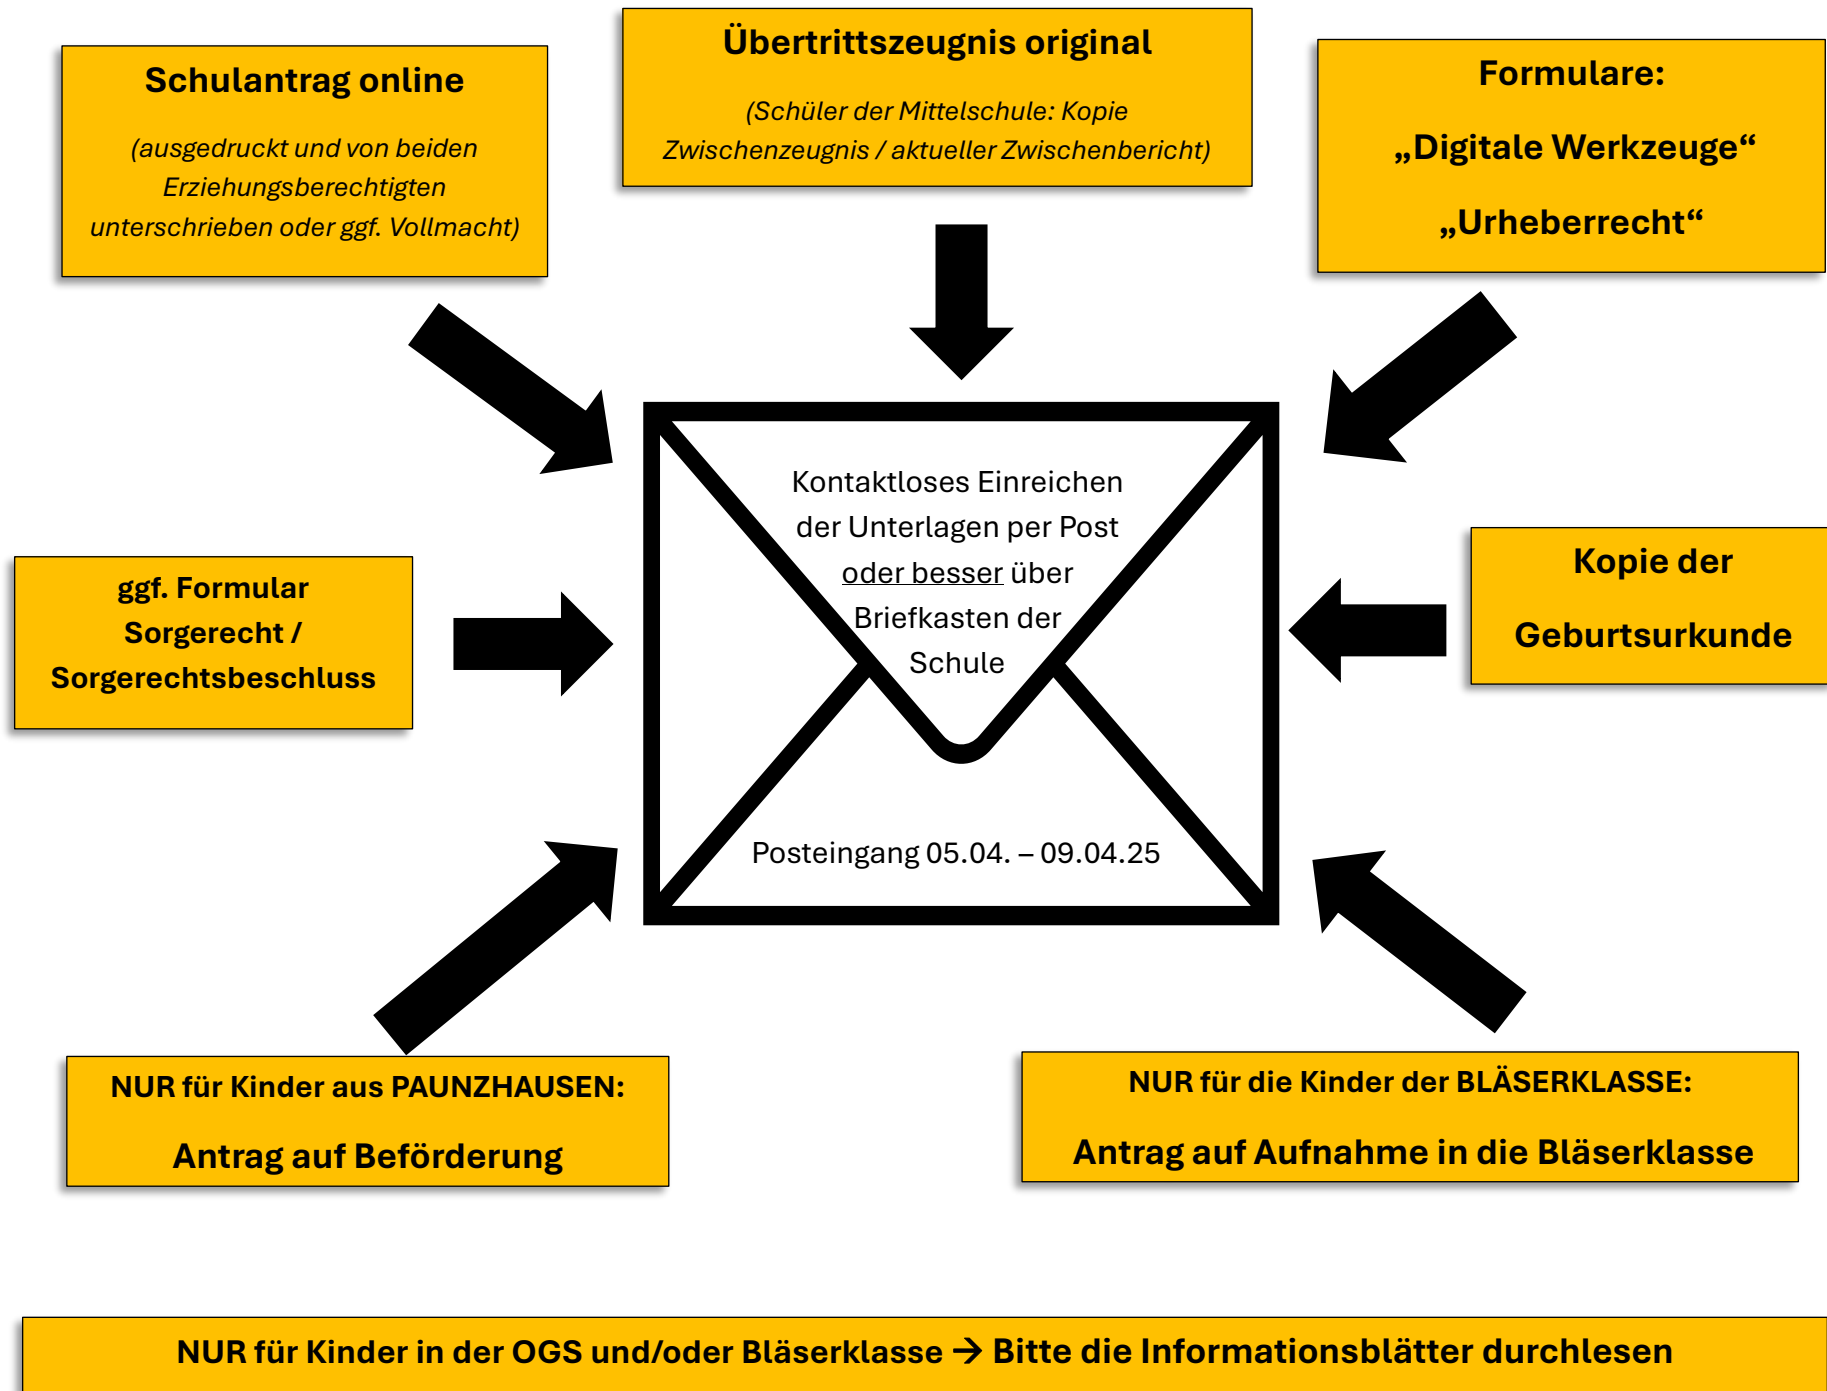 Schulantrag online
(ausgedruckt und von beiden
Erziehungsberechtigten
unterschrieben oder ggf. Vollmacht)
Übertrittszeugnis original
(Schüler der Mittelschule: Kopie
Zwischenzeugnis / aktueller Zwischenbericht)
Formulare:
„Digitale Werkzeuge“
„Urheberrecht“
Kontaktloses Einreichen
der Unterlagen per Post
oder besser über
Briefkasten der
Schule
ggf. Formular
Sorgerecht /
Sorgerechtsbeschluss
Kopie der
Geburtsurkunde
Posteingang 05.04. – 09.04.25
NUR für Kinder aus PAUNZHAUSEN:
Antrag auf Beförderung
NUR für die Kinder der BLÄSERKLASSE:
Antrag auf Aufnahme in die Bläserklasse
NUR für Kinder in der OGS und/oder Bläserklasse → Bitte die Informationsblätter durchlesen